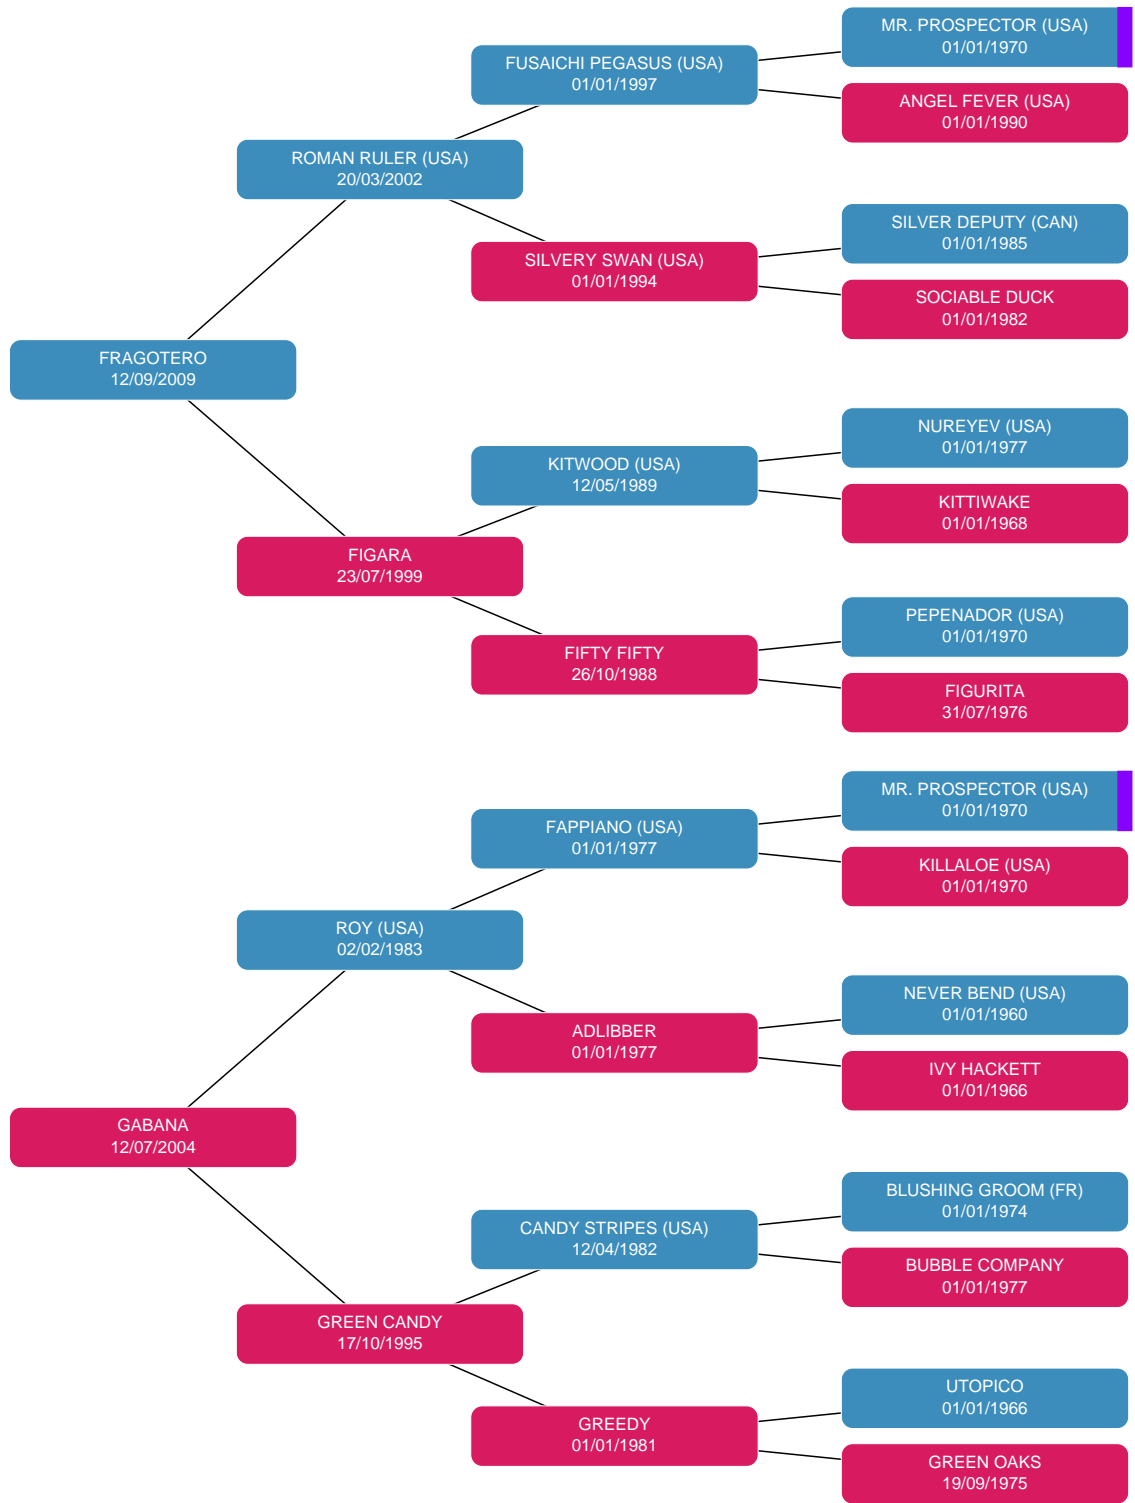 MR. PROSPECTOR (USA)
01/01/1970
FUSAICHI PEGASUS (USA)
01/01/1997
ANGEL FEVER (USA)
01/01/1990
ROMAN RULER (USA)
20/03/2002
SILVER DEPUTY (CAN)
01/01/1985
SILVERY SWAN (USA)
01/01/1994
SOCIABLE DUCK
01/01/1982
FRAGOTERO
12/09/2009
NUREYEV (USA)
01/01/1977
KITWOOD (USA)
12/05/1989
KITTIWAKE
01/01/1968
FIGARA
23/07/1999
PEPENADOR (USA)
01/01/1970
FIFTY FIFTY
26/10/1988
FIGURITA
31/07/1976
MR. PROSPECTOR (USA)
01/01/1970
FAPPIANO (USA)
01/01/1977
KILLALOE (USA)
01/01/1970
ROY (USA)
02/02/1983
NEVER BEND (USA)
01/01/1960
ADLIBBER
01/01/1977
IVY HACKETT
01/01/1966
GABANA
12/07/2004
BLUSHING GROOM (FR)
01/01/1974
CANDY STRIPES (USA)
12/04/1982
BUBBLE COMPANY
01/01/1977
GREEN CANDY
17/10/1995
UTOPICO
01/01/1966
GREEDY
01/01/1981
GREEN OAKS
19/09/1975